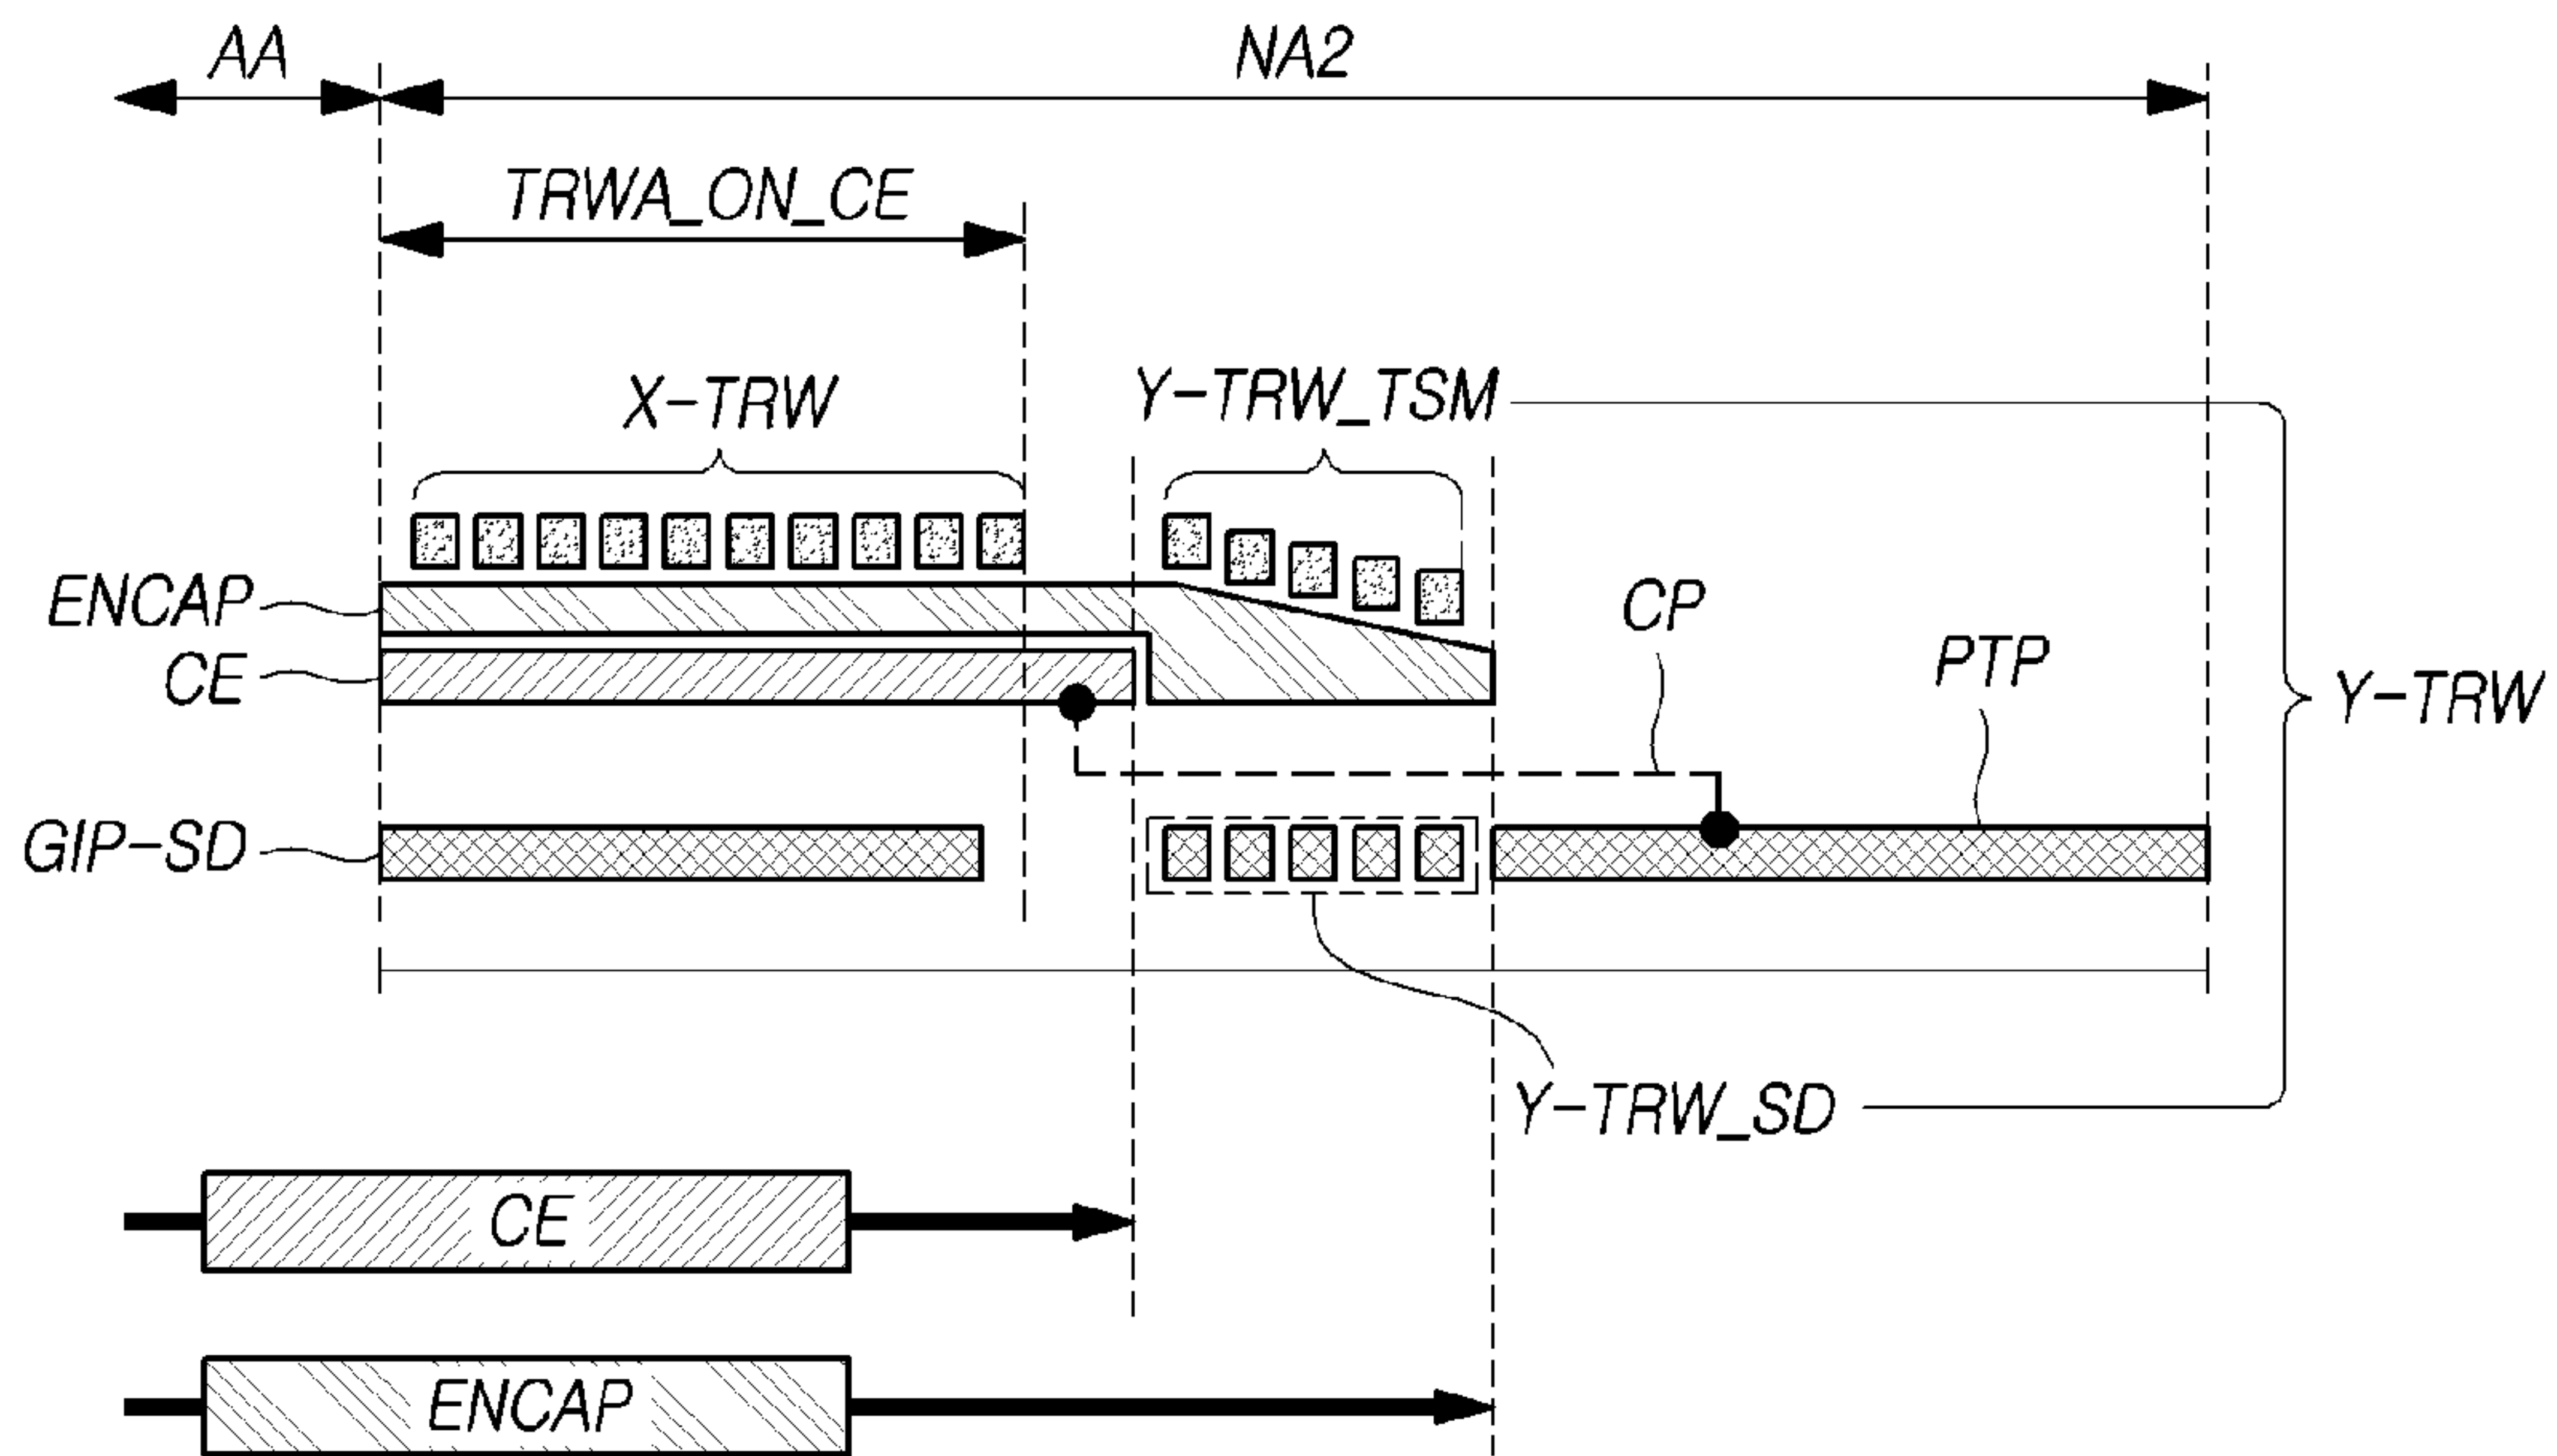 AA
NA2
TRWA_ON_CE
X-TRW
Y-TRW_TSM
ENCAP
CP
CE
PTP
Y-TRW
GIP-SD
Y-TRW_SD
CE
ENCAP